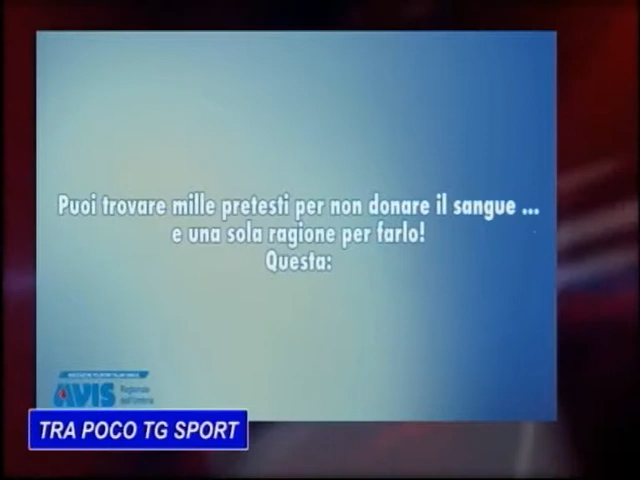 Puoi trovare mille pretesti per non donare il sangue ...
e una sola ragione per farlo!
Questa:
AVIS
Regionale
dell'Umbria
TRA POCO TG SPORT